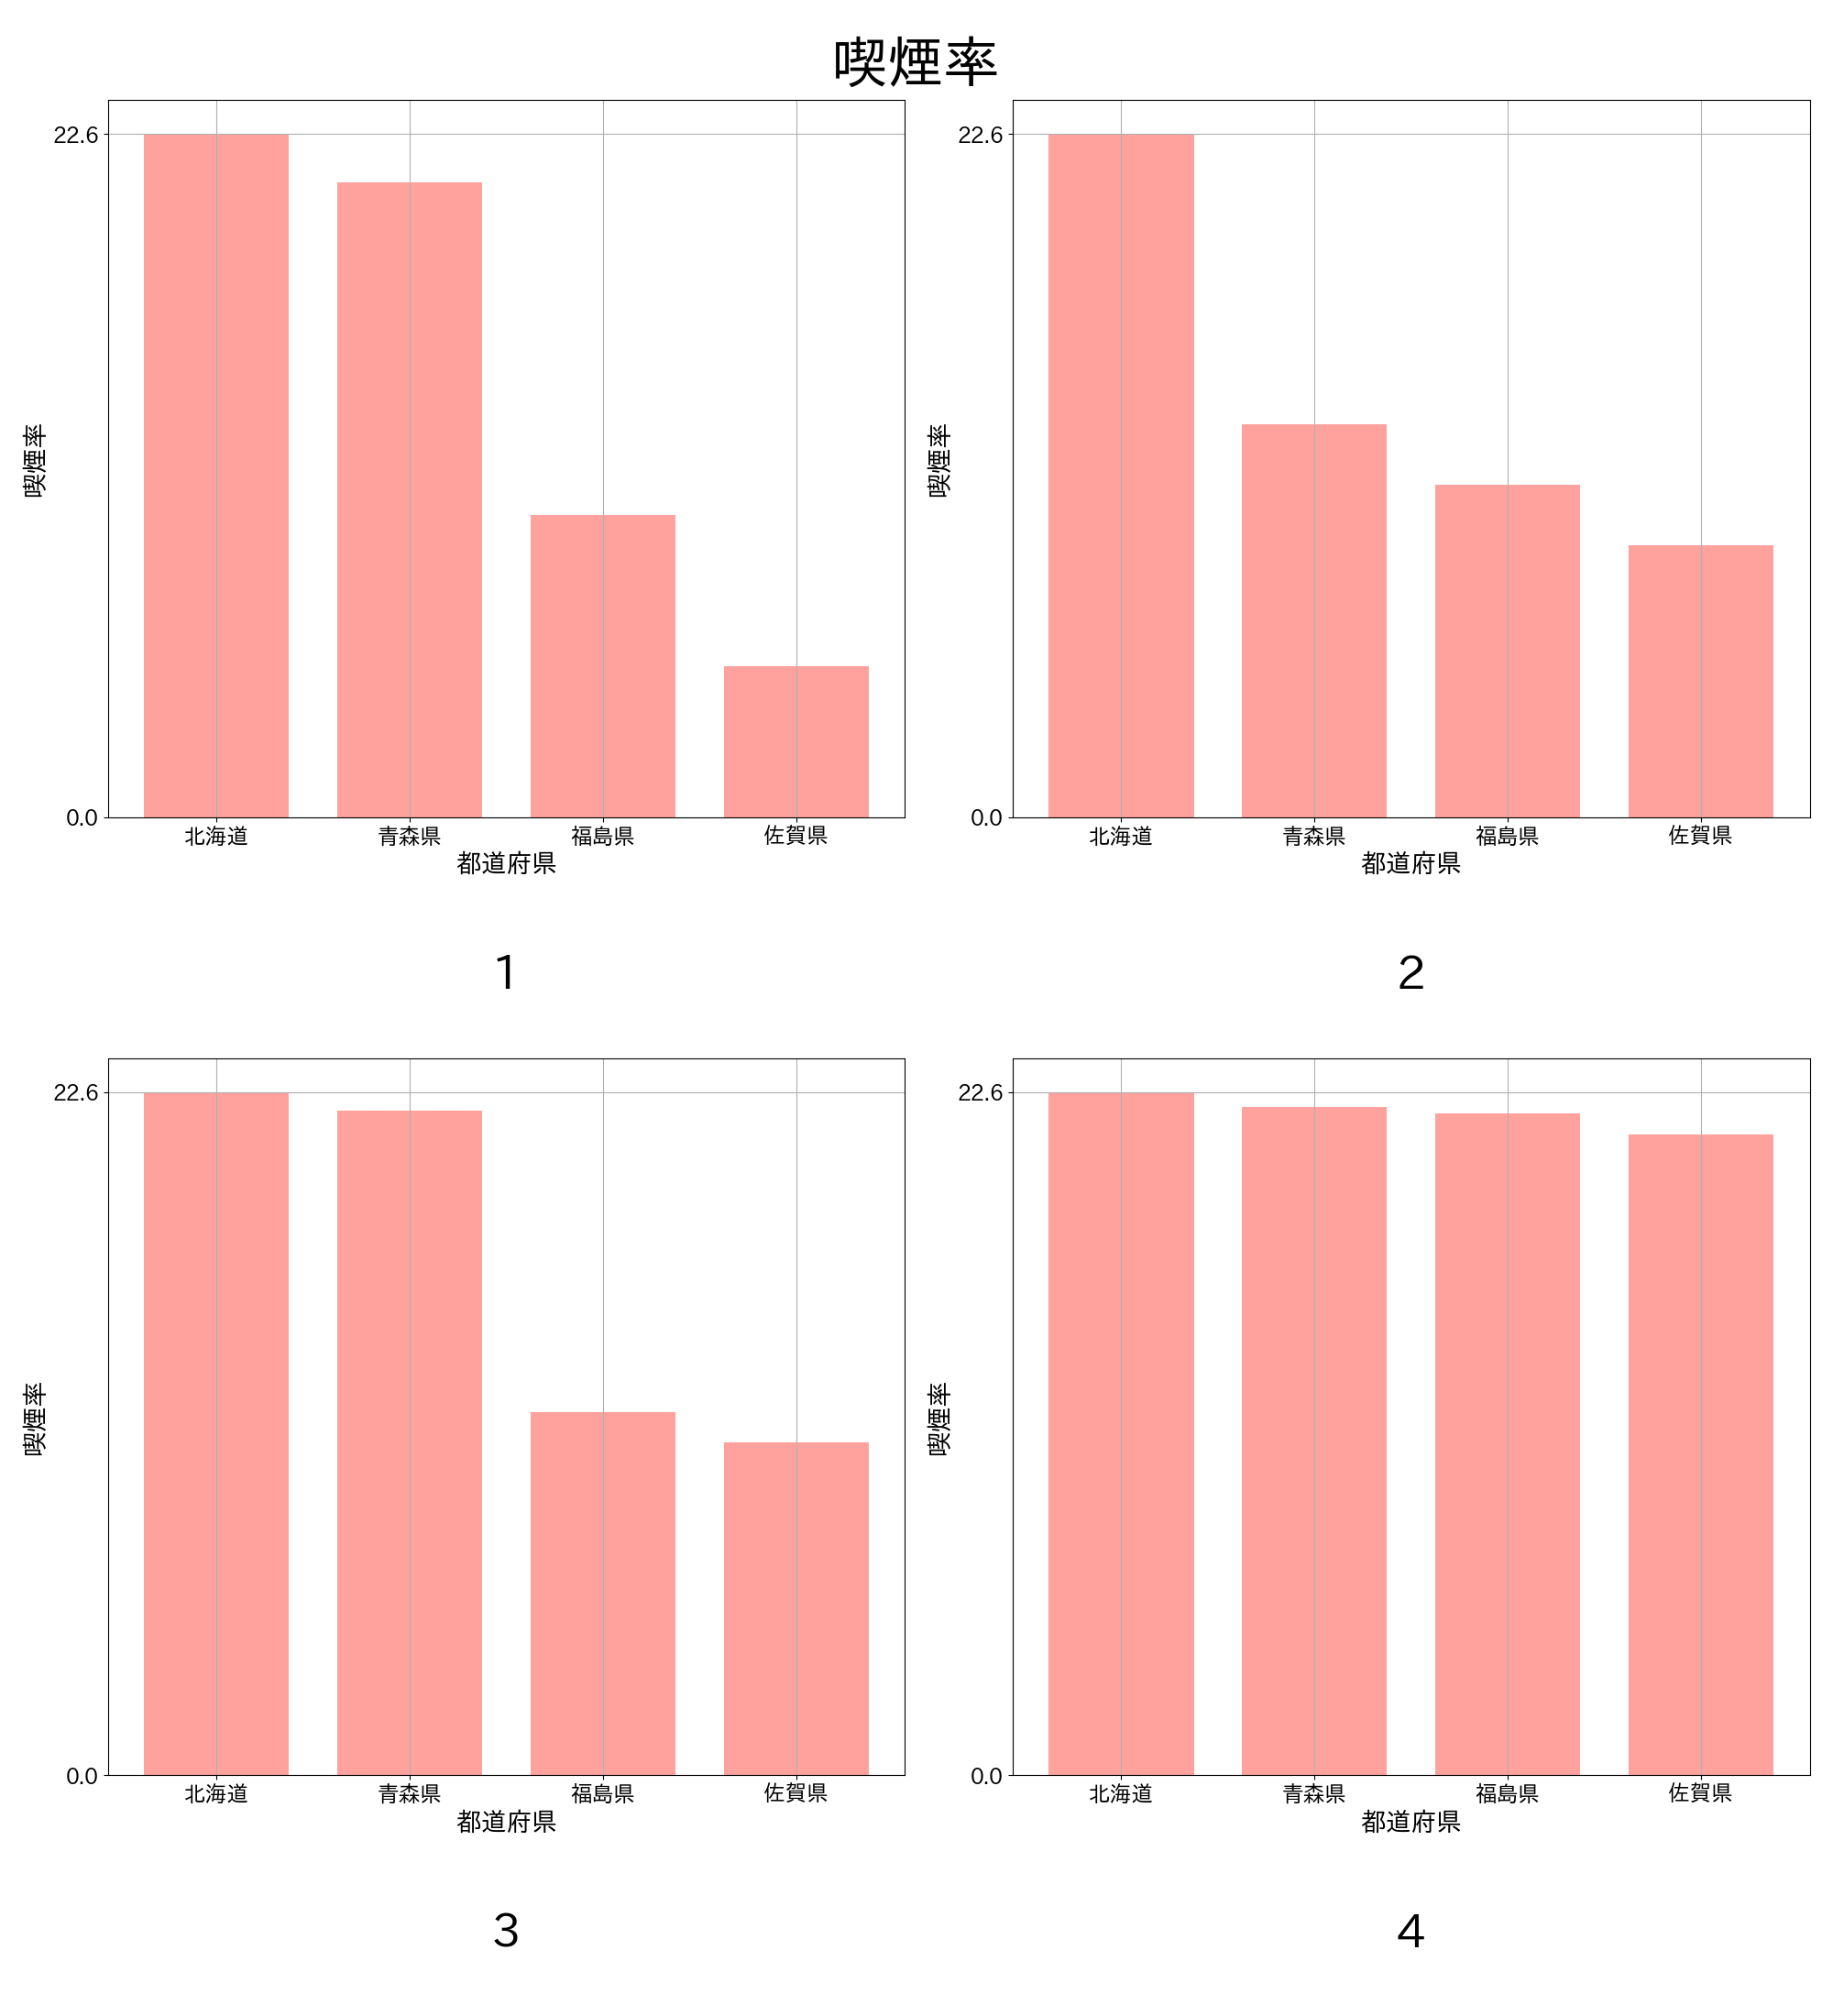 喫煙率
22.6
0.0
喫煙率
北海道 青森県 福島県 佐賀県
都道府県
1
22.6
0.0
喫煙率
北海道 青森県 福島県 佐賀県
都道府県
2
22.6
0.0
喫煙率
北海道 青森県 福島県 佐賀県
都道府県
3
22.6
0.0
喫煙率
北海道 青森県 福島県 佐賀県
都道府県
4